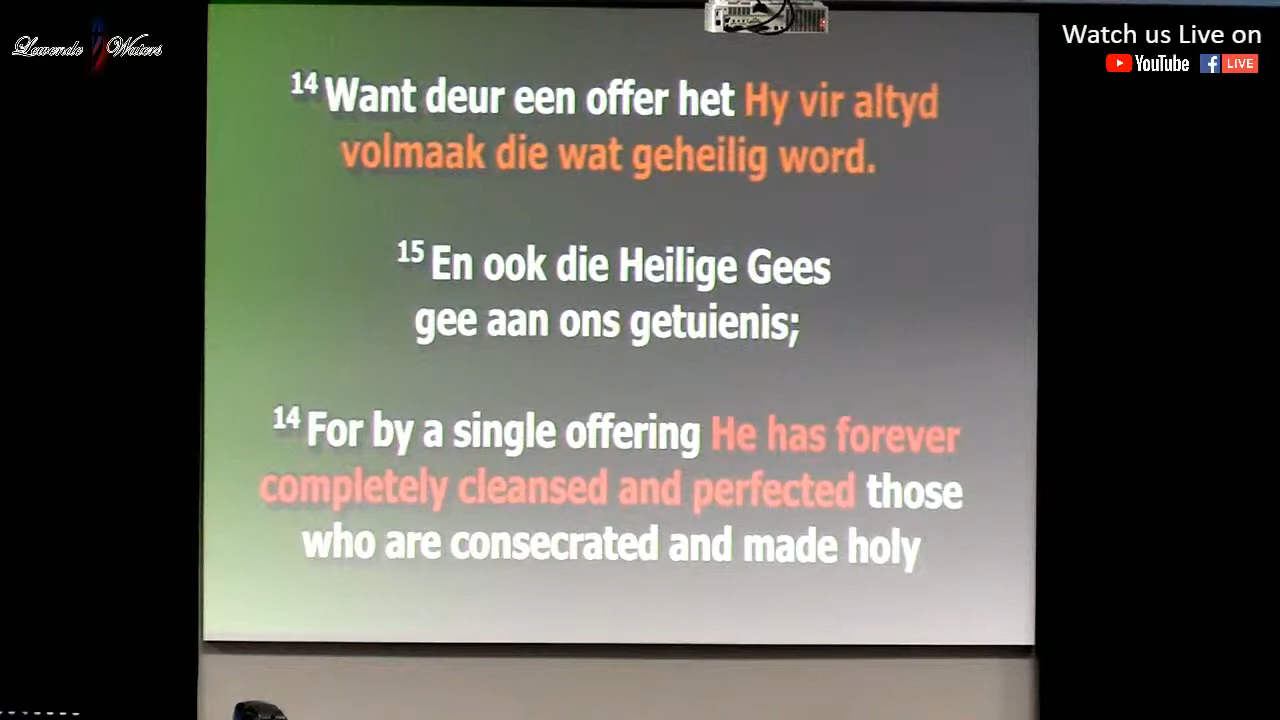 Lewende Waters
Watch us Live on
YouTube LIVE
14 Want deur een offer het Hy vir altyd
volmaak die wat geheilig word.
15 En ook die Heilige Gees
gee aan ons getuienis;
14 For by a single offering He has forever
completely cleansed and perfected those
who are consecrated and made holy